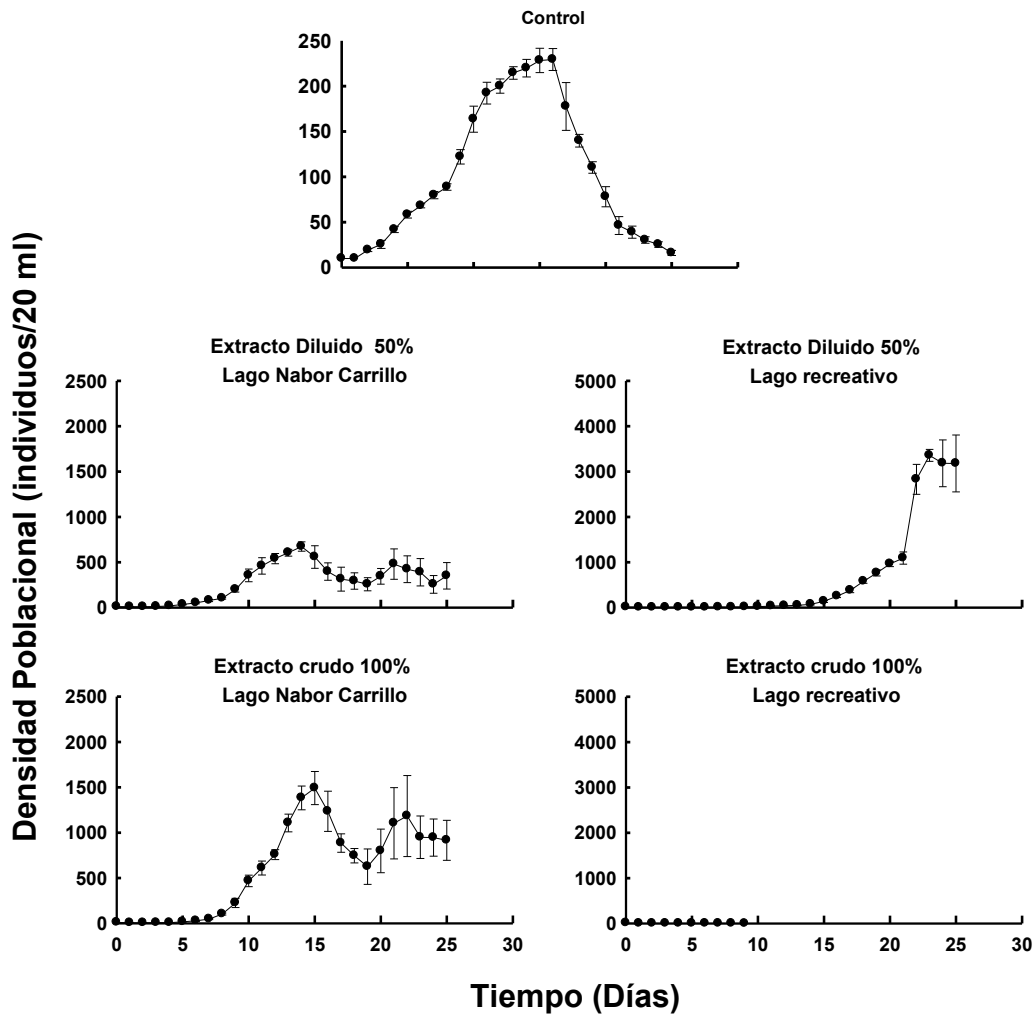 Control
250
200
150
100
50
0
Densidad Poblacional (individuos/20 ml)
Extracto Diluido 50%
Lago Nabor Carrillo
2500
2000
1500
1000
500
0
Extracto Diluido 50%
Lago recreativo
5000
4000
3000
2000
1000
0
Extracto crudo 100%
Lago Nabor Carrillo
2500
2000
1500
1000
500
0
0 5 10 15 20 25 30
Extracto crudo 100%
Lago recreativo
5000
4000
3000
2000
1000
0
0 5 10 15 20 25 30
Tiempo (Días)